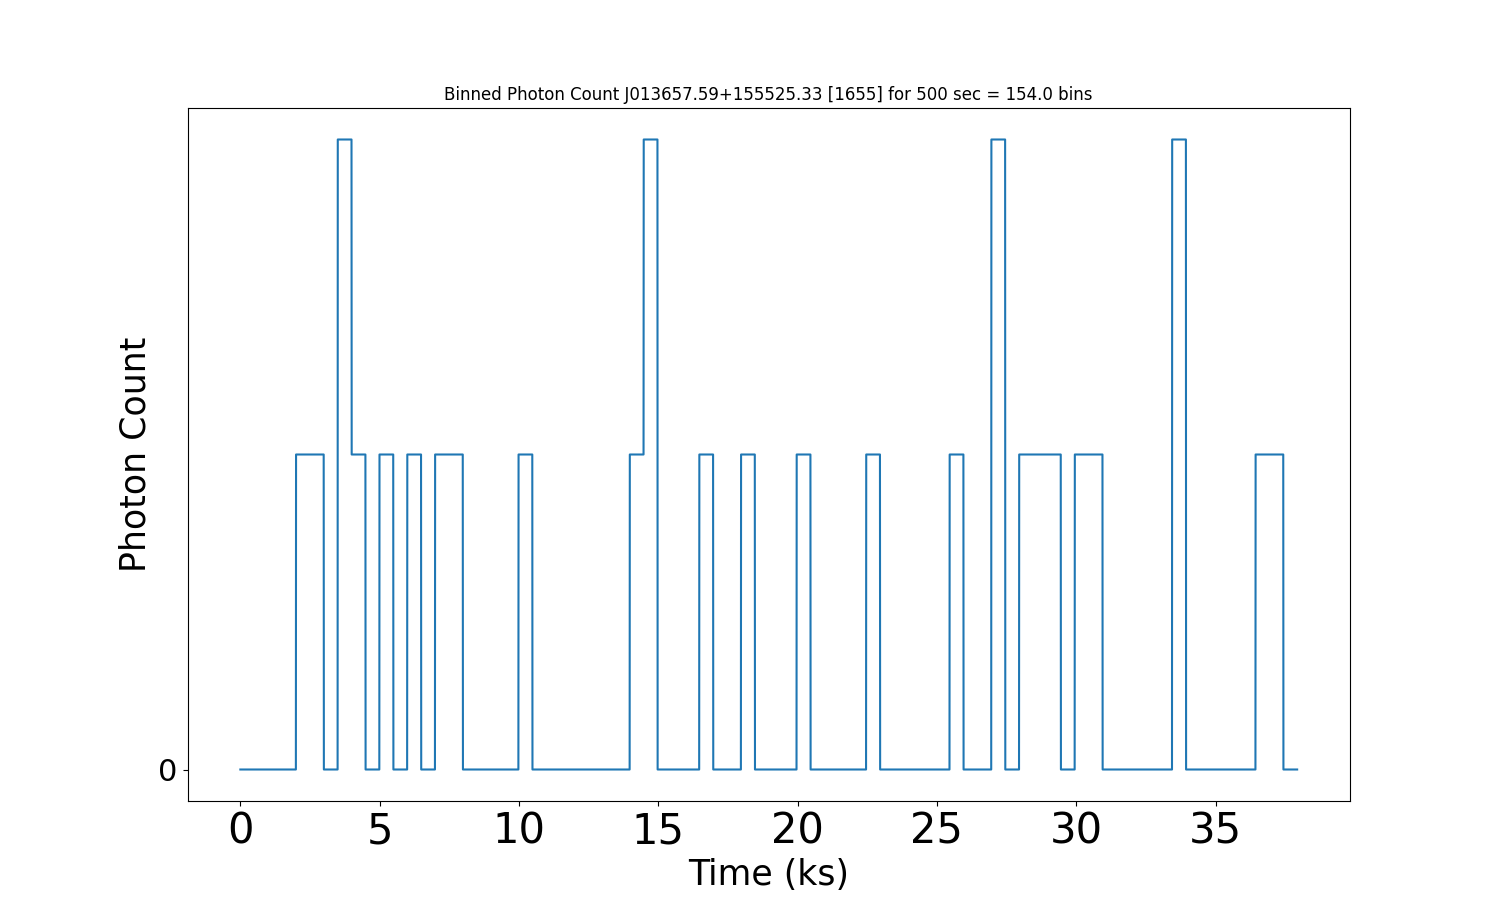 Binned Photon Count J013657.59+155525.33 [1655] for 500 sec = 154.0 bins
Photon Count
0
0 5 10 15 20 25 30 35
Time (ks)